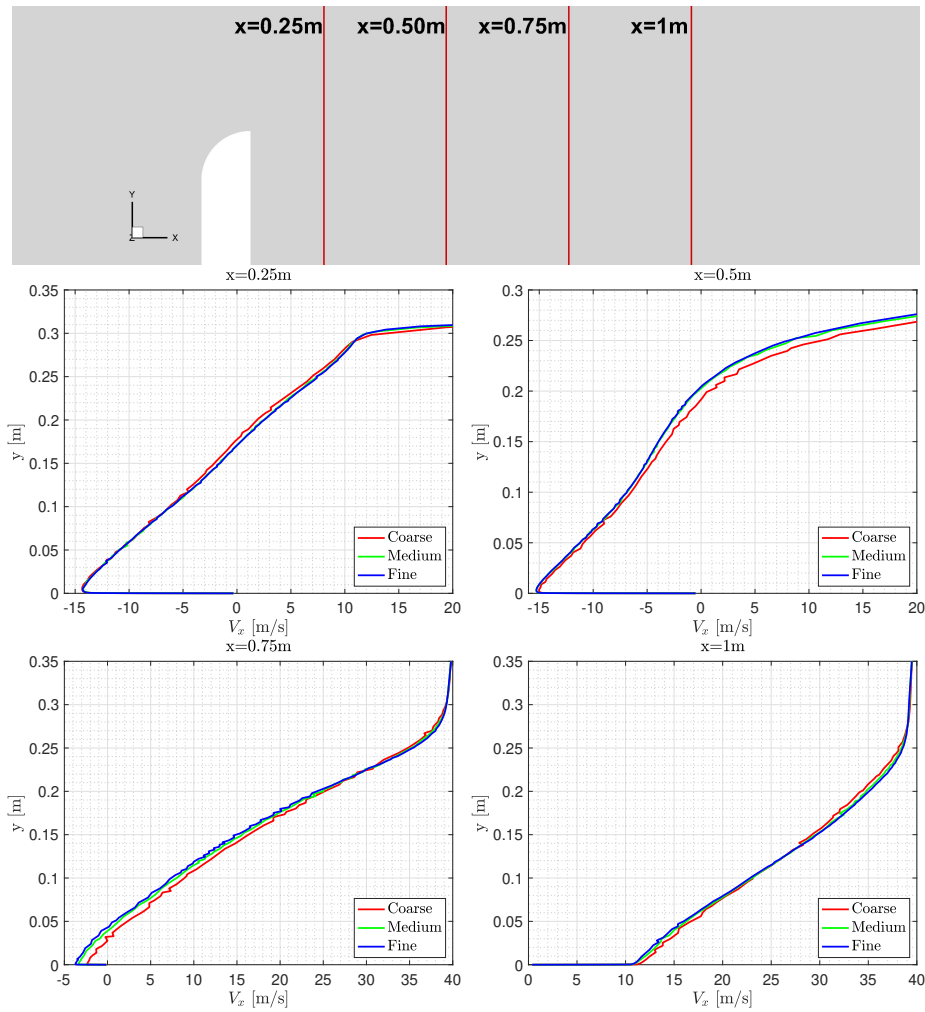 x=0.25m x=0.50m x=0.75m x=1m
Y
Z X
x=0.25m x=0.5m
0.35
0.3
0.25
0.2
0.15
0.1
0.05
0
y [m]
-15 -10 -5 0 5 10 15 20
V_x [m/s]
Coarse
Medium
Fine
0.3
0.25
0.2
0.15
0.1
0.05
0
y [m]
-15 -10 -5 0 5 10 15 20
V_x [m/s]
Coarse
Medium
Fine
x=0.75m x=1m
0.35
0.3
0.25
0.2
0.15
0.1
0.05
0
y [m]
-5 0 5 10 15 20 25 30 35 40
V_x [m/s]
Coarse
Medium
Fine
0.35
0.3
0.25
0.2
0.15
0.1
0.05
0
y [m]
0 5 10 15 20 25 30 35 40
V_x [m/s]
Coarse
Medium
Fine